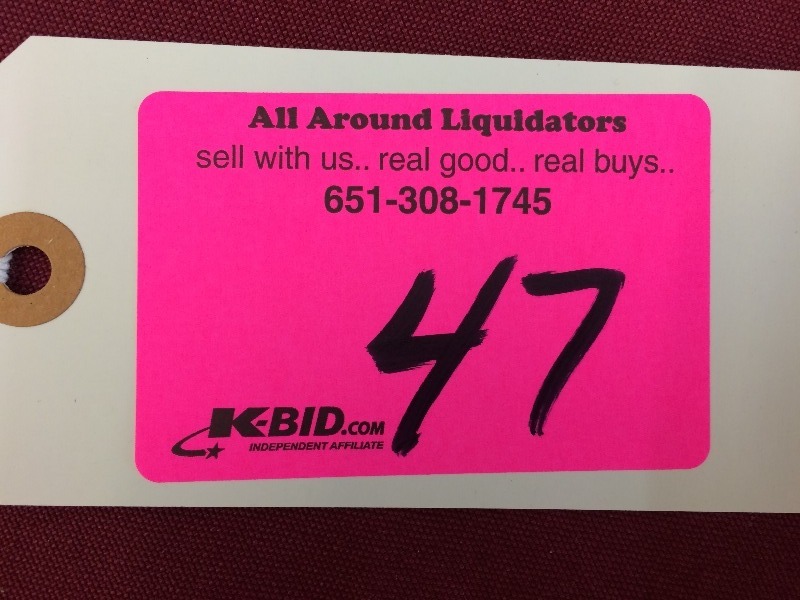 All Around Liquidators
sell with us.. real good.. real buys..
651-308-1745
47
K-BID.COM
INDEPENDENT AFFILIATE